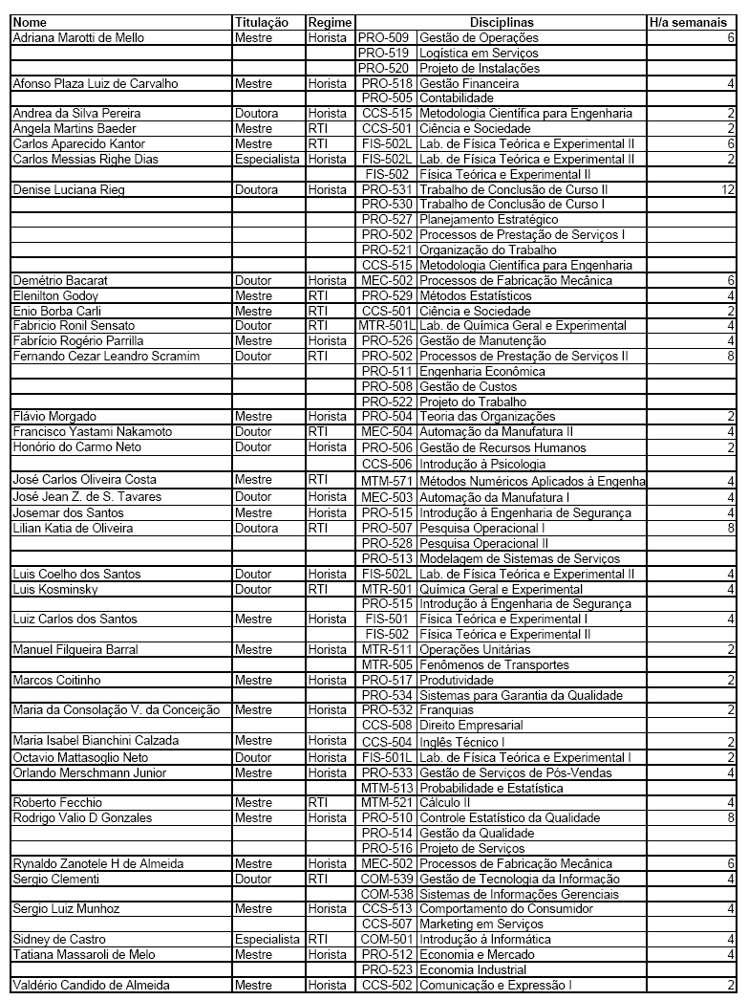 Nome Titulação Regime Disciplinas H/a semanais
Adriana Marotti de Mello Mestre Horista PRO-509 Gestão de Operações 6
PRO-519 Logística em Serviços
PRO-520 Projeto de Instalações
Afonso Plaza Luiz de Carvalho Mestre Horista PRO-518 Gestão Financeira 4
PRO-505 Contabilidade
Andrea da Silva Pereira Doutora Horista CCS-515 Metodologia Científica para Engenharia 2
Angela Martins Baeder Mestre RTI CCS-501 Ciência e Sociedade 2
Carlos Aparecido Kantor Mestre RTI FIS-502L Lab. de Física Teórica e Experimental II 6
Carlos Messias Righe Dias Especialista Horista FIS-502L Lab. de Física Teórica e Experimental II 2
FIS-502 Física Teórica e Experimental II
Denise Luciana Rieg Doutora Horista PRO-531 Trabalho de Conclusão de Curso II 12
PRO-530 Trabalho de Conclusão de Curso I
PRO-527 Planejamento Estratégico
PRO-502 Processos de Prestação de Serviços I
PRO-521 Organização do Trabalho
CCS-515 Metodologia Científica para Engenharia
Demétrio Bacarat Doutor Horista MEC-502 Processos de Fabricação Mecânica 6
Elenilton Godoy Mestre RTI PRO-529 Métodos Estatísticos 4
Enio Borba Carli Mestre RTI CCS-501 Ciência e Sociedade 2
Fabricio Ronil Sensato Doutor RTI MTR-501L Lab. de Química Geral e Experimental 4
Fabrício Rogério Parrilla Mestre Horista PRO-526 Gestão de Manutenção 4
Fernando Cezar Leandro Scramim Doutor RTI PRO-502 Processos de Prestação de Serviços II 8
PRO-511 Engenharia Econômica
PRO-508 Gestão de Custos
PRO-522 Projeto do Trabalho
Flávio Morgado Mestre Horista PRO-504 Teoria das Organizações 2
Francisco Yastami Nakamoto Doutor RTI MEC-504 Automação da Manufatura II 4
Honório do Carmo Neto Doutor Horista PRO-506 Gestão de Recursos Humanos 2
CCS-506 Introdução à Psicologia
José Carlos Oliveira Costa Mestre RTI MTM-571 Métodos Numéricos Aplicados à Engenha 4
José Jean Z. de S. Tavares Doutor Horista MEC-503 Automação da Manufatura I 4
Josemar dos Santos Mestre Horista PRO-515 Introdução à Engenharia de Segurança 4
Lilian Katia de Oliveira Doutora RTI PRO-507 Pesquisa Operacional I 8
PRO-528 Pesquisa Operacional II
PRO-513 Modelagem de Sistemas de Serviços
Luis Coelho dos Santos Doutor Horista FIS-502L Lab. de Física Teórica e Experimental II 4
Luis Kosminsky Doutor RTI MTR-501 Química Geral e Experimental 4
PRO-515 Introdução à Engenharia de Segurança
Luiz Carlos dos Santos Mestre Horista FIS-501 Física Teórica e Experimental I 4
FIS-502 Física Teórica e Experimental II
Manuel Filgueira Barral Mestre Horista MTR-511 Operações Unitárias 2
MTR-505 Fenômenos de Transportes
Marcos Coitinho Mestre Horista PRO-517 Produtividade 2
PRO-534 Sistemas para Garantia da Qualidade
Maria da Consolação V. da Conceição Mestre Horista PRO-532 Franquias 2
CCS-508 Direito Empresarial
Maria Isabel Bianchini Calzada Mestre Horista CCS-504 Inglês Técnico I 2
Octavio Mattasoglio Neto Doutor Horista FIS-501L Lab. de Física Teórica e Experimental I 2
Orlando Merschmann Junior Mestre Horista PRO-533 Gestão de Serviços de Pós-Vendas 4
MTM-513 Probabilidade e Estatística
Roberto Fecchio Mestre RTI MTM-521 Cálculo II 4
Rodrigo Valio D Gonzales Mestre Horista PRO-510 Controle Estatístico da Qualidade 8
PRO-514 Gestão da Qualidade
PRO-516 Projeto de Serviços
Rynaldo Zanotele H de Almeida Mestre Horista MEC-502 Processos de Fabricação Mecânica 6
Sergio Clementi Doutor RTI COM-539 Gestão de Tecnologia da Informação 4
COM-538 Sistemas de Informações Gerenciais
Sergio Luiz Munhoz Mestre Horista CCS-513 Comportamento do Consumidor 4
CCS-507 Marketing em Serviços
Sidney de Castro Especialista RTI COM-501 Introdução à Informática 4
Tatiana Massaroli de Melo Mestre Horista PRO-512 Economia e Mercado 4
PRO-523 Economia Industrial
Valdério Candido de Almeida Mestre Horista CCS-502 Comunicação e Expressão I 2